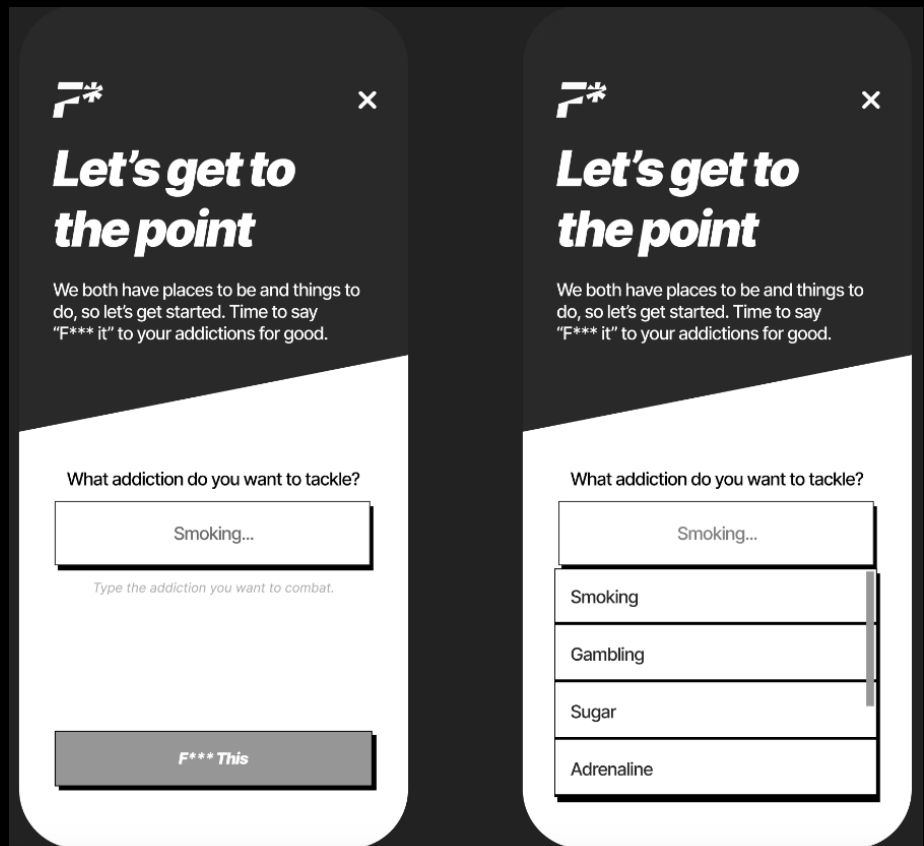 F*
Let's get to
the point
We both have places to be and things to
do, so let's get started. Time to say
“F*** it” to your addictions for good.
What addiction do you want to tackle?
Smoking...
Type the addiction you want to combat.
F*** This
F*
Let's get to
the point
We both have places to be and things to
do, so let's get started. Time to say
“F*** it” to your addictions for good.
What addiction do you want to tackle?
Smoking...
Smoking
Gambling
Sugar
Adrenaline